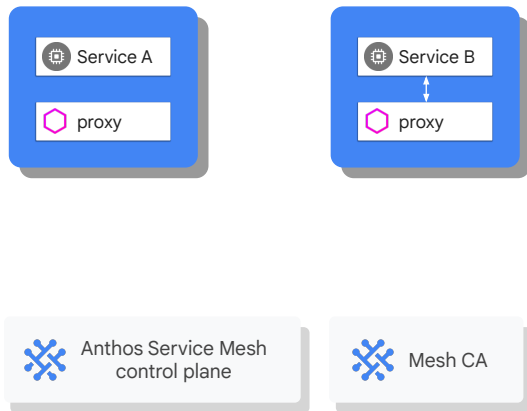 Service A
proxy
Service B
proxy
Anthos Service Mesh
control plane
Mesh CA